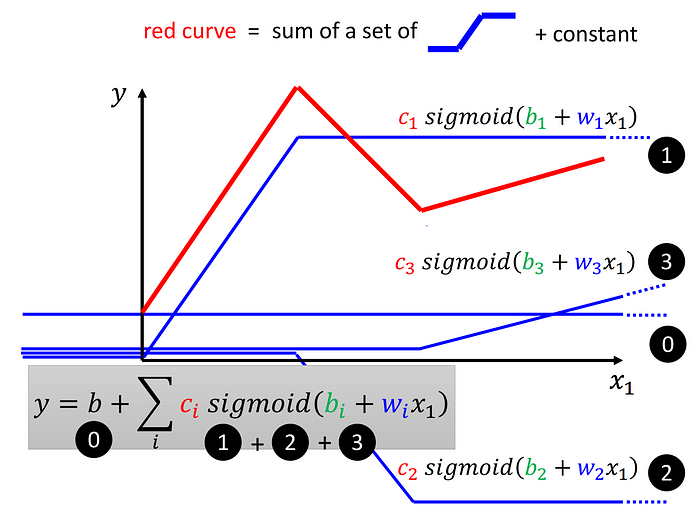 red curve = sum of a set of + constant
y
c₁ sigmoid(b₁ + w₁x₁)
1
c₃ sigmoid(b₃ + w₃x₁)
3
0
x₁
y = b + ∑ᵢ cᵢ sigmoid(bᵢ + wᵢx₁)
0 1 + 2 + 3
c₂ sigmoid(b₂ + w₂x₁)
2